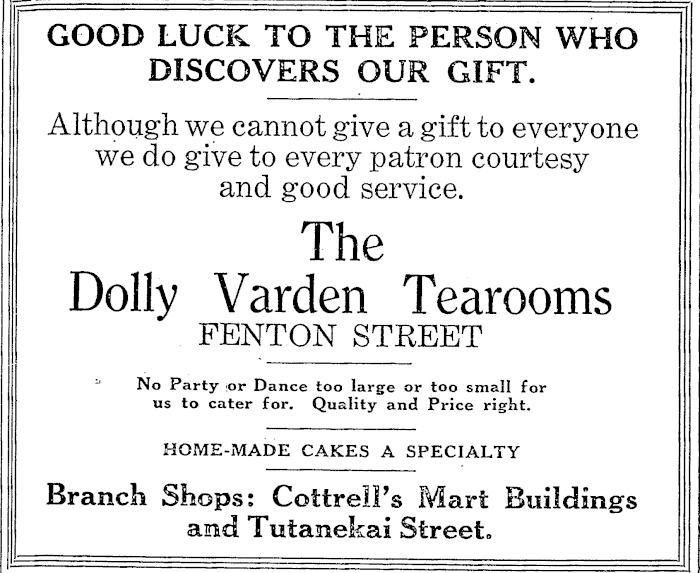 GOOD LUCK TO THE PERSON WHO
DISCOVERS OUR GIFT.
Although we cannot give a gift to everyone
we do give to every patron courtesy
and good service.
The
Dolly Varden Tearooms
FENTON STREET
No Party or Dance too large or too small for
us to cater for. Quality and Price right.
HOME-MADE CAKES A SPECIALTY
Branch Shops: Cottrell's Mart Buildings
and Tutanekai Street.